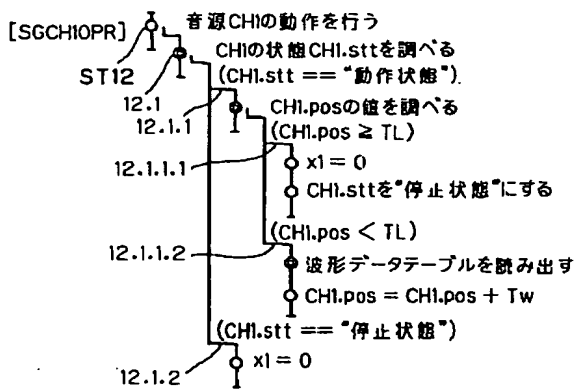 [SGCH1OPR] 音源CH1の動作を行う
ST12 CH1の状態CH1.sttを調べる
12.1 (CH1.stt == "動作状態").
12.1.1 CH1.posの値を調べる
(CH1.pos ≧ TL)
12.1.1.1 x1 = 0
CH1.sttを"停止状態"にする
(CH1.pos < TL)
12.1.1.2 波形データテーブルを読み出す
CH1.pos = CH1.pos + Tw
(CH1.stt == "停止状態")
12.1.2 x1 = 0